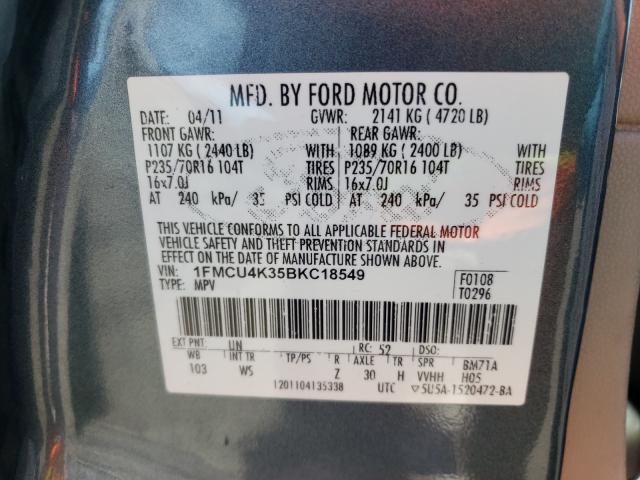 MFD. BY FORD MOTOR CO.
DATE: 04/11 GVWR: 2141 KG ( 4720 LB)
FRONT GAWR: REAR GAWR:
1107 KG ( 2440 LB) WITH 1089 KG ( 2400 LB) WITH
P235/70R16 104T TIRES P235/70R16 104T TIRES
16x7.0J RIMS 16x7.0J RIMS
AT 240 kPa/ 35 PSI COLD AT 240 kPa/ 35 PSI COLD
THIS VEHICLE CONFORMS TO ALL APPLICABLE FEDERAL MOTOR
VEHICLE SAFETY AND THEFT PREVENTION STANDARDS IN
EFFECT ON THE DATE OF MANUFACTURE SHOWN ABOVE.
VIN: 1FMCU4K35BKC18549 F0108
TYPE: MPV T0296
EXT PNT: UN RC: 52 DSO:
WB INT TR TP/PS R AXLE TR SPR BM71A
103 WS Z 30 H VVHH H05
1201104135338 UTC ▽5U5A-1520472-BA